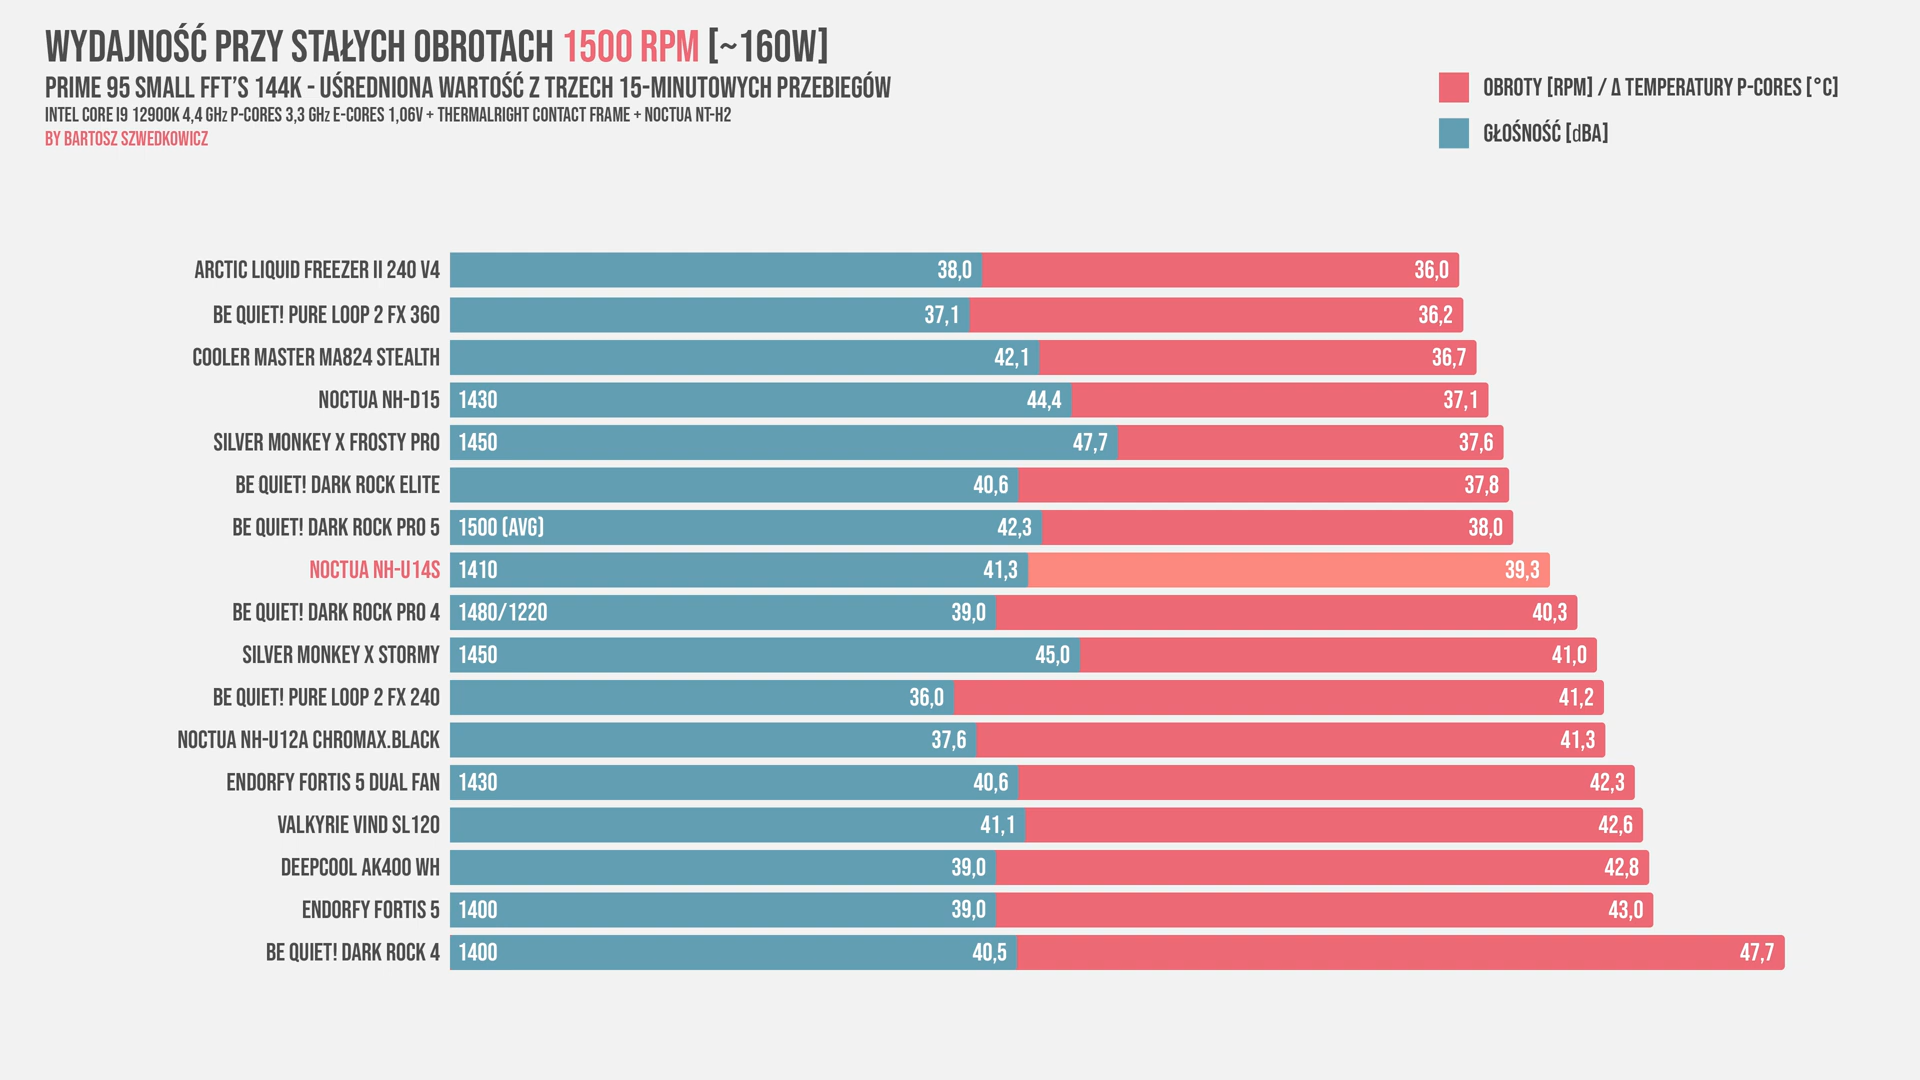 WYDAJNOŚĆ PRZY STAŁYCH OBROTACH 1500 RPM [~160W]
PRIME 95 SMALL FFT'S 144K - UŚREDNIONA WARTOŚĆ Z TRZECH 15-MINUTOWYCH PRZEBIEGÓW
INTEL CORE I9 12900K 4,4 GHz P-CORES 3,3 GHz E-CORES 1,06V + THERMALRIGHT CONTACT FRAME + NOCTUA NT-H2
BY BARTOSZ SZWEDKOWICZ
OBROTY [RPM] / Δ TEMPERATURY P-CORES [°C]
GŁOŚNOŚĆ [dBA]
ARCTIC LIQUID FREEZER II 240 V4 38,0 36,0
BE QUIET! PURE LOOP 2 FX 360 37,1 36,2
COOLER MASTER MA824 STEALTH 42,1 36,7
NOCTUA NH-D15 1430 44,4 37,1
SILVER MONKEY X FROSTY PRO 1450 47,7 37,6
BE QUIET! DARK ROCK ELITE 40,6 37,8
BE QUIET! DARK ROCK PRO 5 1500 (AVG) 42,3 38,0
NOCTUA NH-U14S 1410 41,3 39,3
BE QUIET! DARK ROCK PRO 4 1480/1220 39,0 40,3
SILVER MONKEY X STORMY 1450 45,0 41,0
BE QUIET! PURE LOOP 2 FX 240 36,0 41,2
NOCTUA NH-U12A CHROMAX.BLACK 37,6 41,3
ENDORFY FORTIS 5 DUAL FAN 1430 40,6 42,3
VALKYRIE VIND SL120 41,1 42,6
DEEPCOOL AK400 WH 39,0 42,8
ENDORFY FORTIS 5 1400 39,0 43,0
BE QUIET! DARK ROCK 4 1400 40,5 47,7